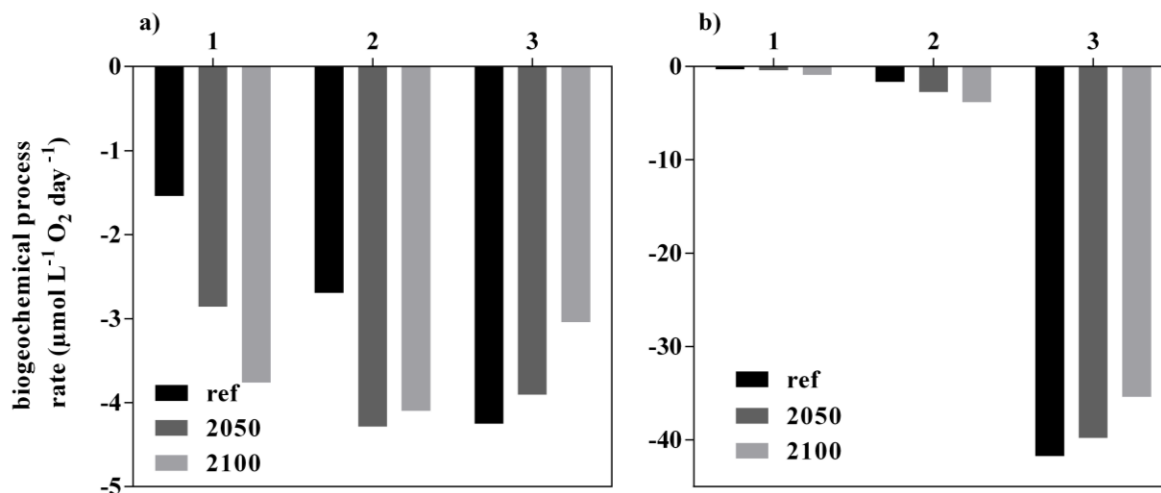 a)
1 2 3
0
-1
-2
-3
-4
-5
biogeochemical process
rate (µmol L⁻¹ O₂ day ⁻¹)
ref
2050
2100
b)
1 2 3
0
-10
-20
-30
-40
ref
2050
2100